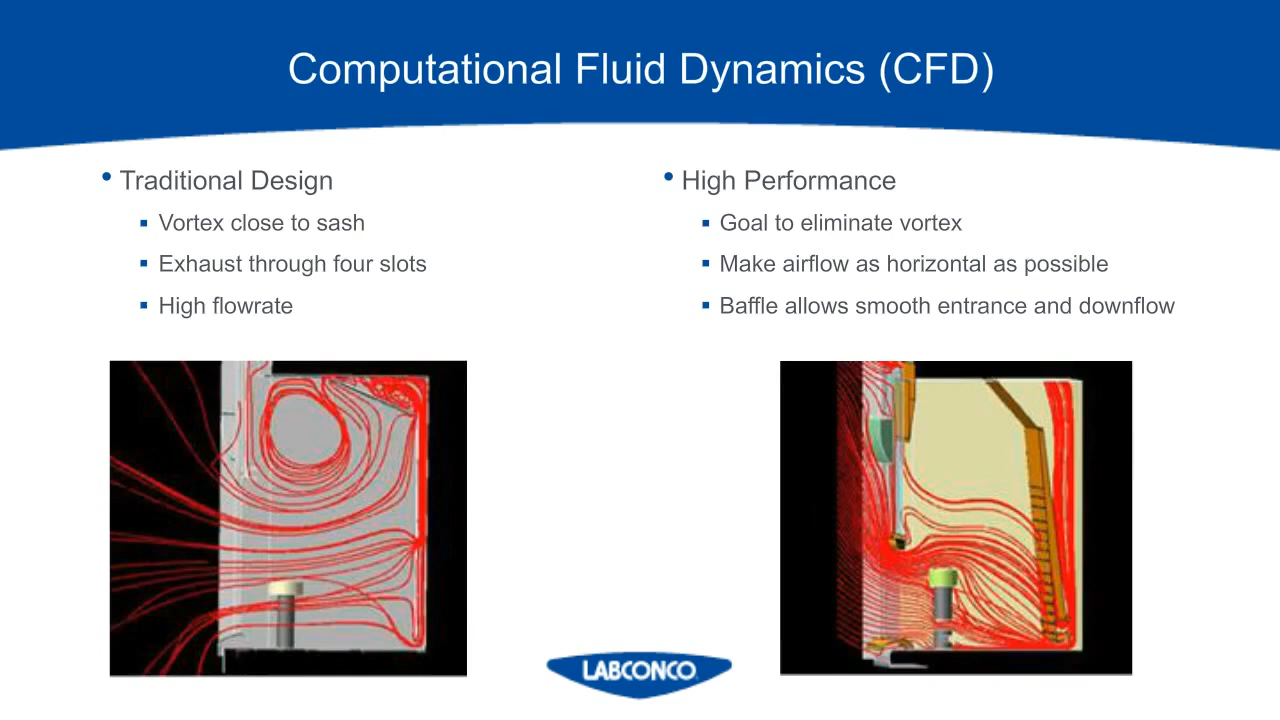 Computational Fluid Dynamics (CFD)
• Traditional Design
▪ Vortex close to sash
▪ Exhaust through four slots
▪ High flowrate
• High Performance
▪ Goal to eliminate vortex
▪ Make airflow as horizontal as possible
▪ Baffle allows smooth entrance and downflow
LABCONCO